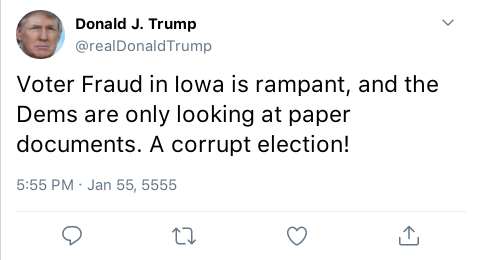 Donald J. Trump
@realDonaldTrump
Voter Fraud in Iowa is rampant, and the
Dems are only looking at paper
documents. A corrupt election!
5:55 PM · Jan 55, 5555